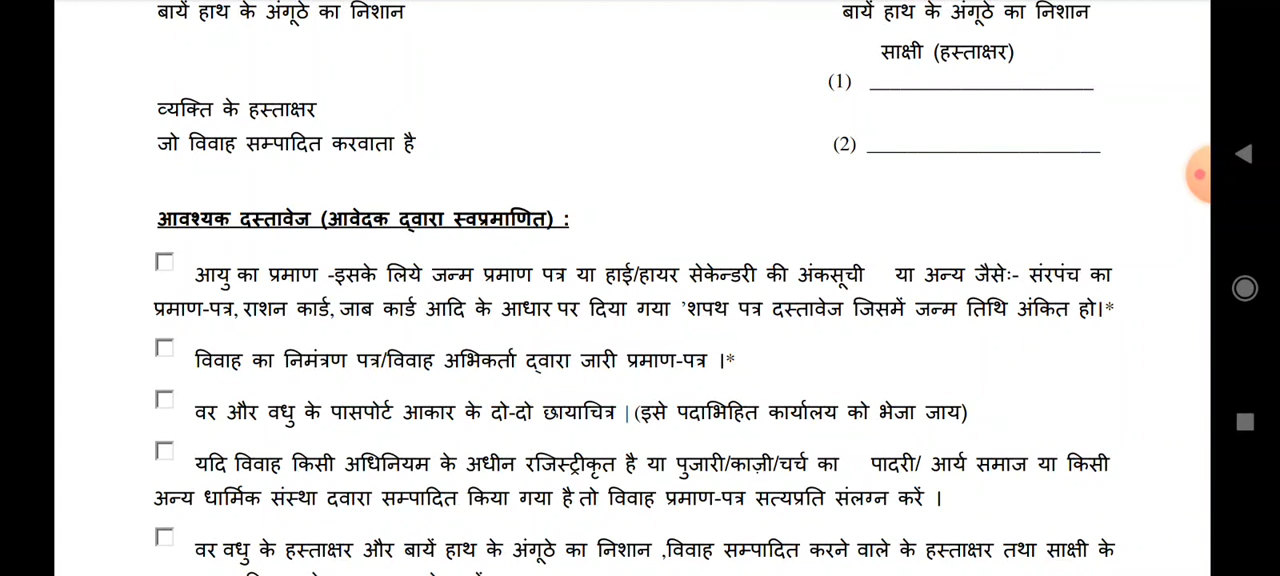 बायें हाथ के अंगूठे का निशान बायें हाथ के अंगूठे का निशान
साक्षी (हस्ताक्षर)
(1) ____________________
व्यक्ति के हस्ताक्षर
जो विवाह सम्पादित करवाता है (2) ____________________
आवश्यक दस्तावेज (आवेदक द्वारा स्वप्रमाणित) :
आयु का प्रमाण -इसके लिये जन्म प्रमाण पत्र या हाई/हायर सेकेन्डरी की अंकसूची या अन्य जैसेः- संरपंच का
प्रमाण-पत्र, राशन कार्ड, जाब कार्ड आदि के आधार पर दिया गया ’शपथ पत्र दस्तावेज जिसमें जन्म तिथि अंकित हो।*
विवाह का निमंत्रण पत्र/विवाह अभिकर्ता द्वारा जारी प्रमाण-पत्र ।*
वर और वधु के पासपोर्ट आकार के दो-दो छायाचित्र | (इसे पदाभिहित कार्यालय को भेजा जाय)
यदि विवाह किसी अधिनियम के अधीन रजिस्ट्रीकृत है या पुजारी/काज़ी/चर्च का पादरी/ आर्य समाज या किसी
अन्य धार्मिक संस्था दवारा सम्पादित किया गया है तो विवाह प्रमाण-पत्र सत्यप्रति संलग्न करें ।
वर वधु के हस्ताक्षर और बायें हाथ के अंगूठे का निशान ,विवाह सम्पादित करने वाले के हस्ताक्षर तथा साक्षी के